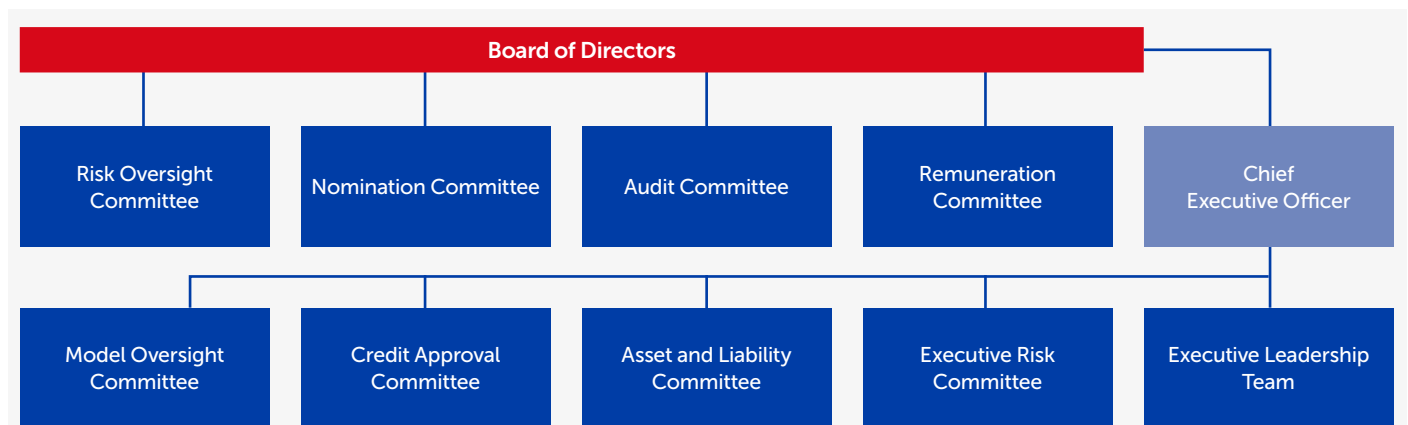 Board of Directors
Risk Oversight
Committee
Nomination Committee
Audit Committee
Remuneration
Committee
Chief
Executive Officer
Model Oversight
Committee
Credit Approval
Committee
Asset and Liability
Committee
Executive Risk
Committee
Executive Leadership
Team